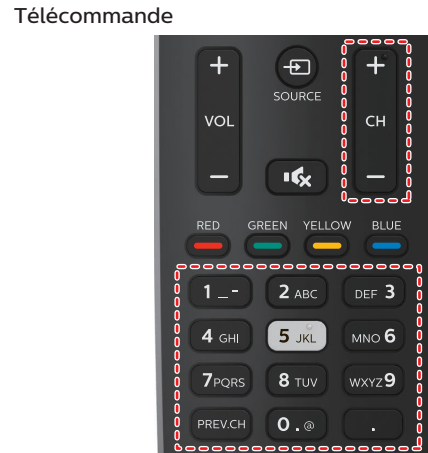 Télécommande
+ +
SOURCE
VOL CH
– –
RED GREEN YELLOW BLUE
1 _ - 2 ABC DEF 3
4 GHI 5 JKL MNO 6
7PQRS 8 TUV WXYZ9
PREV.CH 0 . @ .